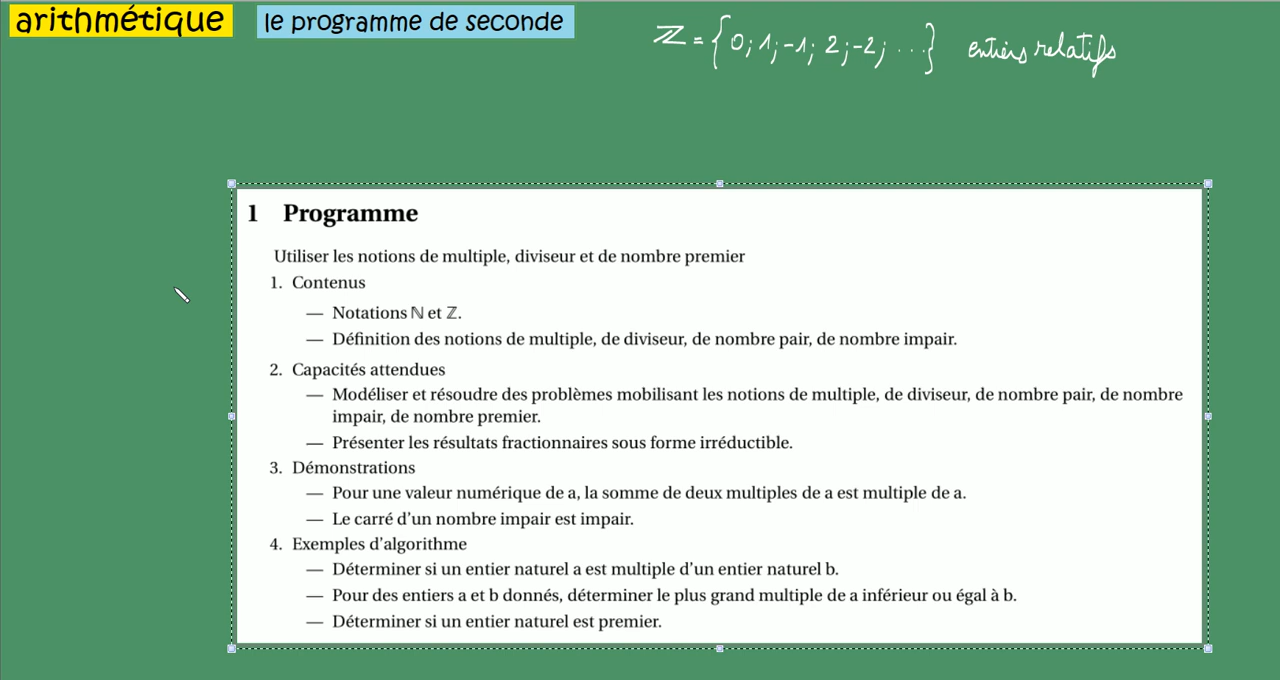 arithmétique le programme de seconde
ℤ = { 0; 1; -1; 2; -2; ... } entiers relatifs
1 Programme
Utiliser les notions de multiple, diviseur et de nombre premier
1. Contenus
— Notations ℕ et ℤ.
— Définition des notions de multiple, de diviseur, de nombre pair, de nombre impair.
2. Capacités attendues
— Modéliser et résoudre des problèmes mobilisant les notions de multiple, de diviseur, de nombre pair, de nombre
impair, de nombre premier.
— Présenter les résultats fractionnaires sous forme irréductible.
3. Démonstrations
— Pour une valeur numérique de a, la somme de deux multiples de a est multiple de a.
— Le carré d'un nombre impair est impair.
4. Exemples d'algorithme
— Déterminer si un entier naturel a est multiple d'un entier naturel b.
— Pour des entiers a et b donnés, déterminer le plus grand multiple de a inférieur ou égal à b.
— Déterminer si un entier naturel est premier.